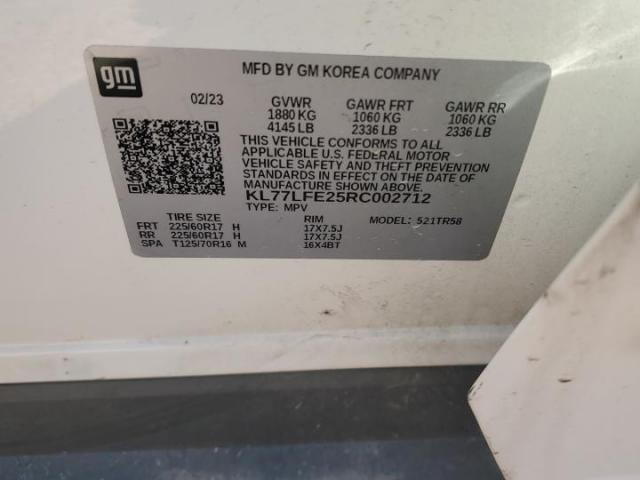 gm
MFD BY GM KOREA COMPANY
02/23 GVWR GAWR FRT GAWR RR
1880 KG 1060 KG 1060 KG
4145 LB 2336 LB 2336 LB
THIS VEHICLE CONFORMS TO ALL
APPLICABLE U.S. FEDERAL MOTOR
VEHICLE SAFETY AND THEFT PREVENTION
STANDARDS IN EFFECT ON THE DATE OF
MANUFACTURE SHOWN ABOVE.
KL77LFE25RC002712
TYPE: MPV MODEL: 521TR58
TIRE SIZE RIM
FRT 225/60R17 H 17X7.5J
RR 225/60R17 H 17X7.5J
SPA T125/70R16 M 16X4BT